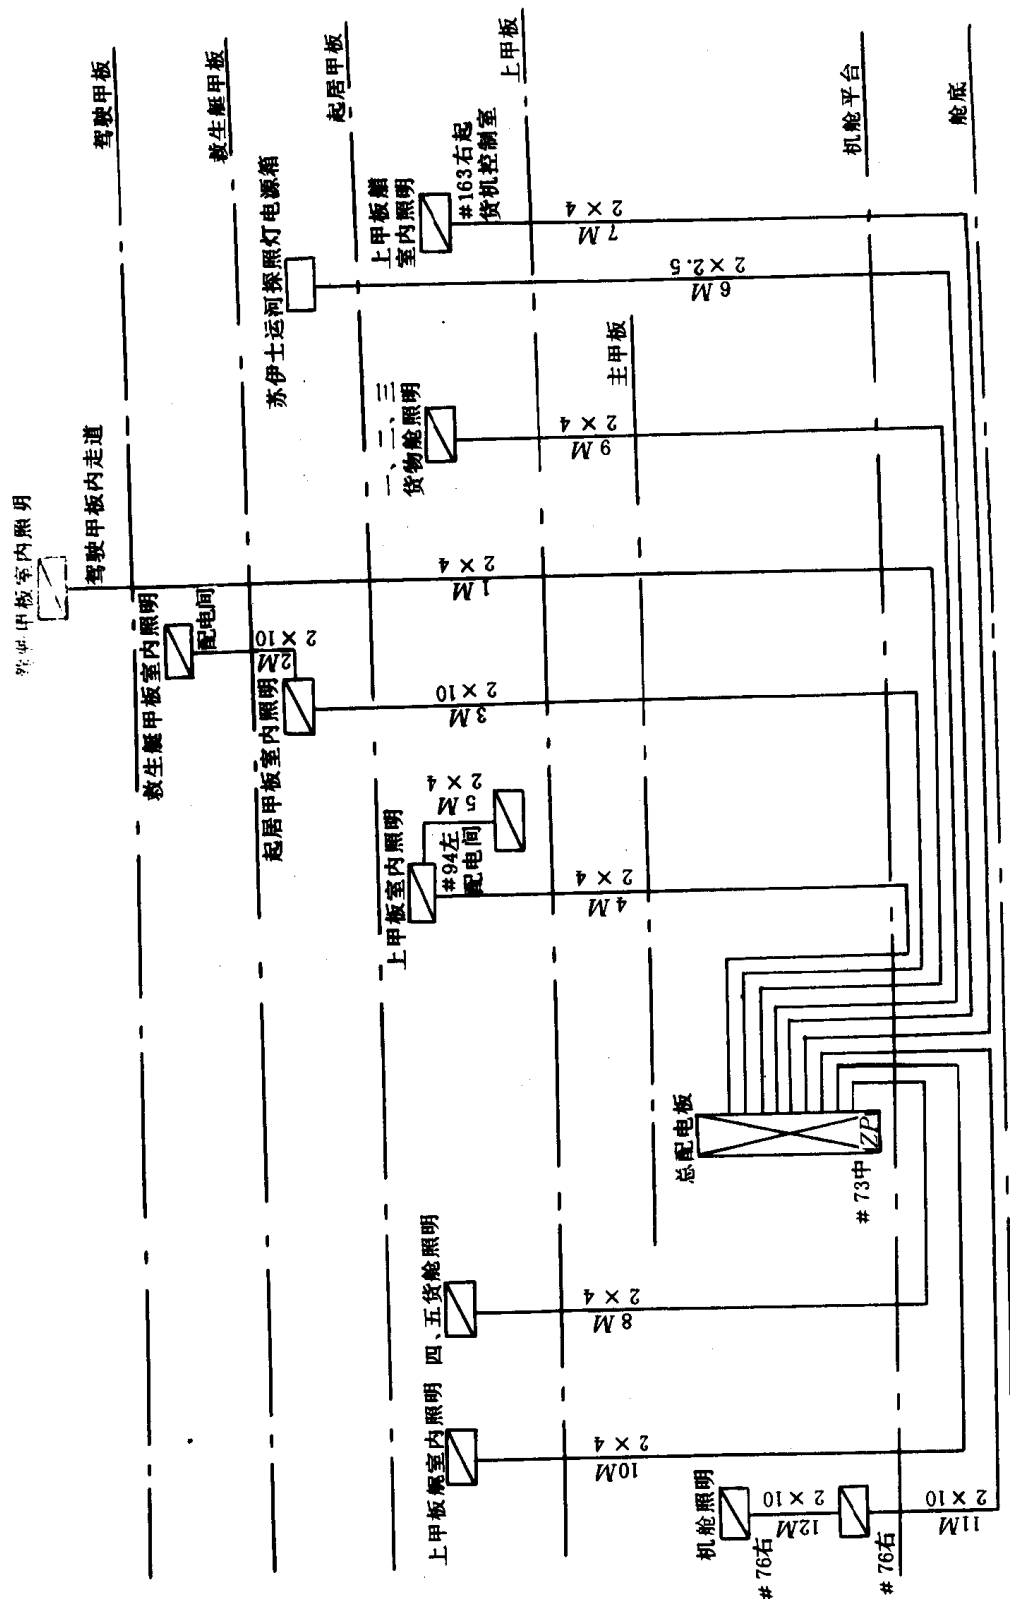 驾驶甲板
救生艇甲板
起居甲板
上甲板
机舱平台
舱底
苏伊士运河探照灯电源箱
上甲板艏
室内照明
#163右起
货机控制室
2×4
7M
2×2.5
6M
主甲板
一、二、三
货物舱照明
2×4
9M
甲板室内照明
驾驶甲板内走道
2×4
1M
救生艇甲板室内照明
配电间
2×10
2M
起居甲板室内照明
2×10
3M
上甲板室内照明
#94左
配电间
2×4
5M
2×4
4M
总配电板
ZP
#73中
四、五货舱照明
2×4
8M
上甲板艉室内照明
2×4
10M
机舱照明
#76右
2×10
12M
#76右
2×10
11M